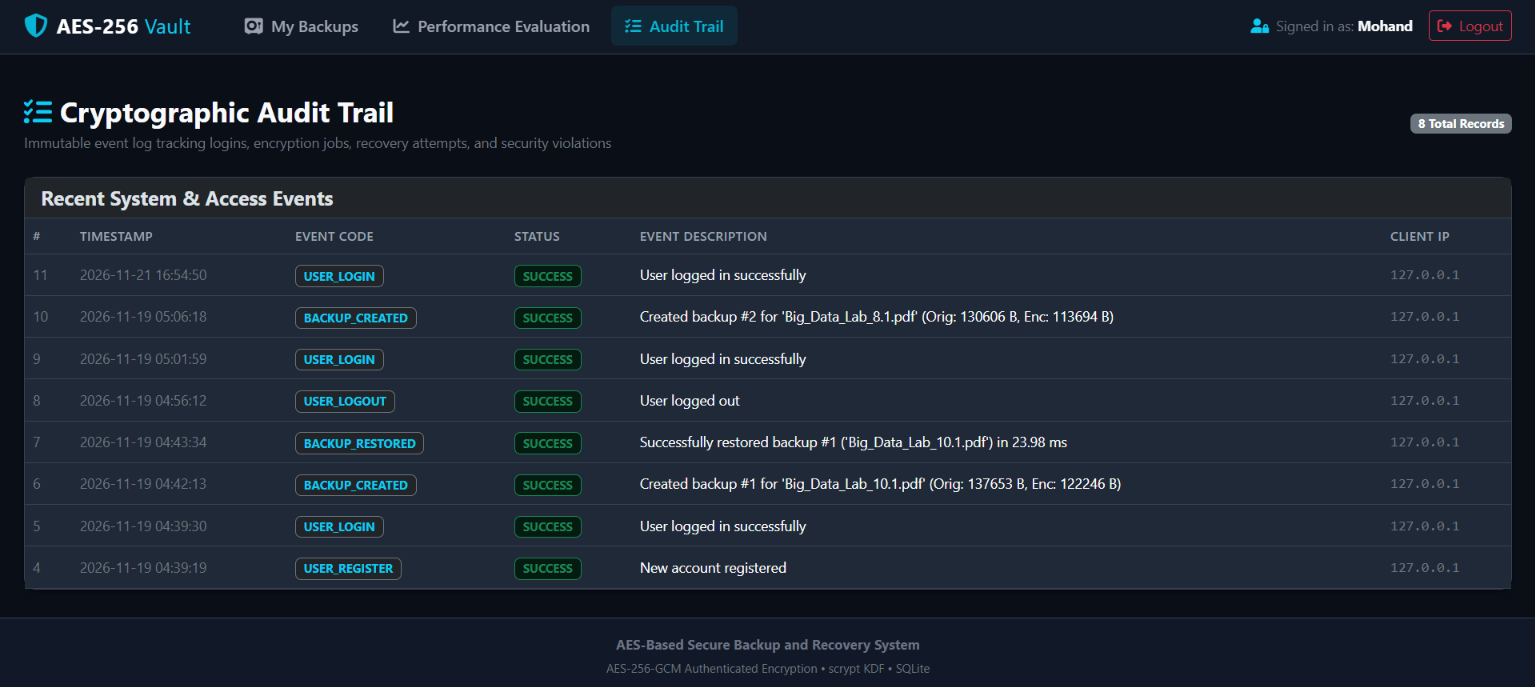 AES-256 Vault My Backups Performance Evaluation Audit Trail Signed in as: Mohand Logout
Cryptographic Audit Trail
8 Total Records
Immutable event log tracking logins, encryption jobs, recovery attempts, and security violations
Recent System & Access Events
# TIMESTAMP EVENT CODE STATUS EVENT DESCRIPTION CLIENT IP
11 2026-11-21 16:54:50 USER_LOGIN SUCCESS User logged in successfully 127.0.0.1
10 2026-11-19 05:06:18 BACKUP_CREATED SUCCESS Created backup #2 for 'Big_Data_Lab_8.1.pdf' (Orig: 130606 B, Enc: 113694 B) 127.0.0.1
9 2026-11-19 05:01:59 USER_LOGIN SUCCESS User logged in successfully 127.0.0.1
8 2026-11-19 04:56:12 USER_LOGOUT SUCCESS User logged out 127.0.0.1
7 2026-11-19 04:43:34 BACKUP_RESTORED SUCCESS Successfully restored backup #1 ('Big_Data_Lab_10.1.pdf') in 23.98 ms 127.0.0.1
6 2026-11-19 04:42:13 BACKUP_CREATED SUCCESS Created backup #1 for 'Big_Data_Lab_10.1.pdf' (Orig: 137653 B, Enc: 122246 B) 127.0.0.1
5 2026-11-19 04:39:30 USER_LOGIN SUCCESS User logged in successfully 127.0.0.1
4 2026-11-19 04:39:19 USER_REGISTER SUCCESS New account registered 127.0.0.1
AES-Based Secure Backup and Recovery System
AES-256-GCM Authenticated Encryption • scrypt KDF • SQLite